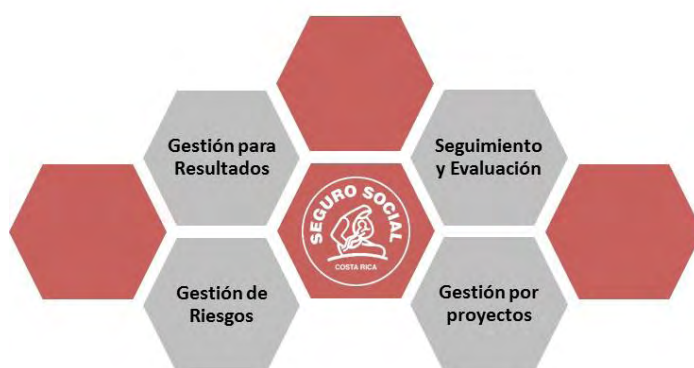 Gestión para
Resultados
Seguimiento
y Evaluación
SEGURO SOCIAL
COSTA RICA
Gestión de
Riesgos
Gestión por
proyectos